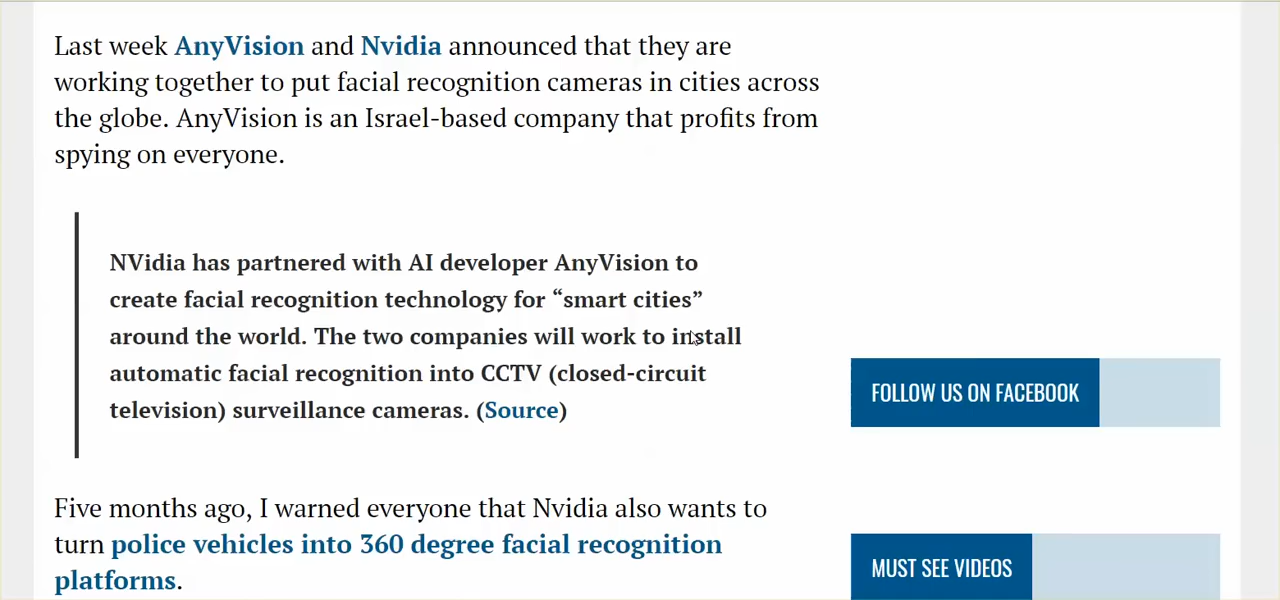 Last week AnyVision and Nvidia announced that they are
working together to put facial recognition cameras in cities across
the globe. AnyVision is an Israel-based company that profits from
spying on everyone.
NVidia has partnered with AI developer AnyVision to
create facial recognition technology for “smart cities”
around the world. The two companies will work to install
automatic facial recognition into CCTV (closed-circuit
television) surveillance cameras. (Source)
FOLLOW US ON FACEBOOK
Five months ago, I warned everyone that Nvidia also wants to
turn police vehicles into 360 degree facial recognition
platforms.
MUST SEE VIDEOS